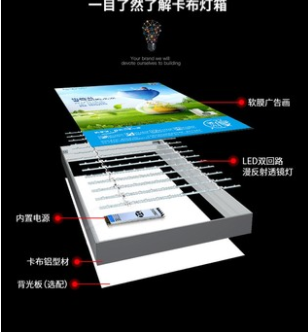 一目了然了解卡布灯箱
Your brand we will
devote ourselves to building
软膜广告画
LED双回路
漫反射透镜灯
内置电源
卡布铝型材
背光板(选配)